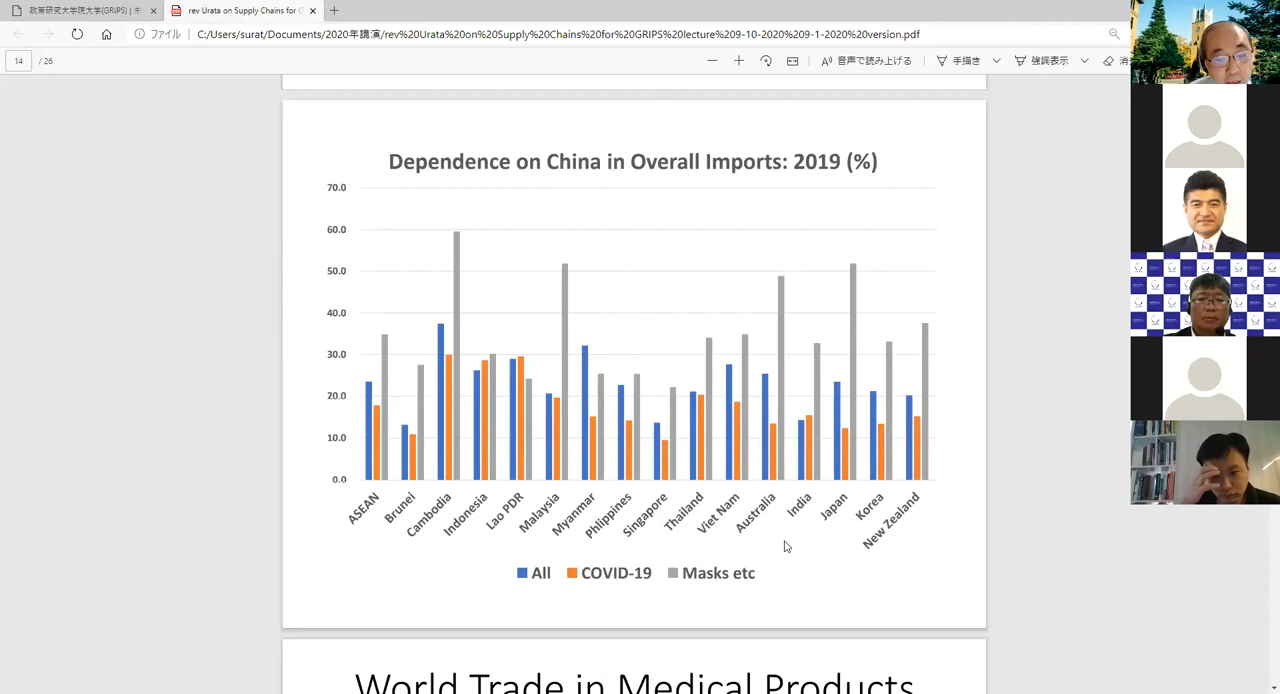 政策研究大学院大学(GRiPS) | 未
rev Urata on Supply Chains for G
ファイル
C:/Users/surat/Documents/2020年講演/rev%20Urata%20on%20Supply%20Chains%20for%20GRIPS%20lecture%209-10-2020%209-1-2020%20version.pdf
14 / 26
音声で読み上げる
手描き
強調表示
消
Dependence on China in Overall Imports: 2019 (%)
70.0
60.0
50.0
40.0
30.0
20.0
10.0
0.0
ASEAN
Brunei
Cambodia
Indonesia
Lao PDR
Malaysia
Myanmar
Philippines
Singapore
Thailand
Viet Nam
Australia
India
Japan
Korea
New Zealand
All COVID-19 Masks etc
World Trade in Medical Products